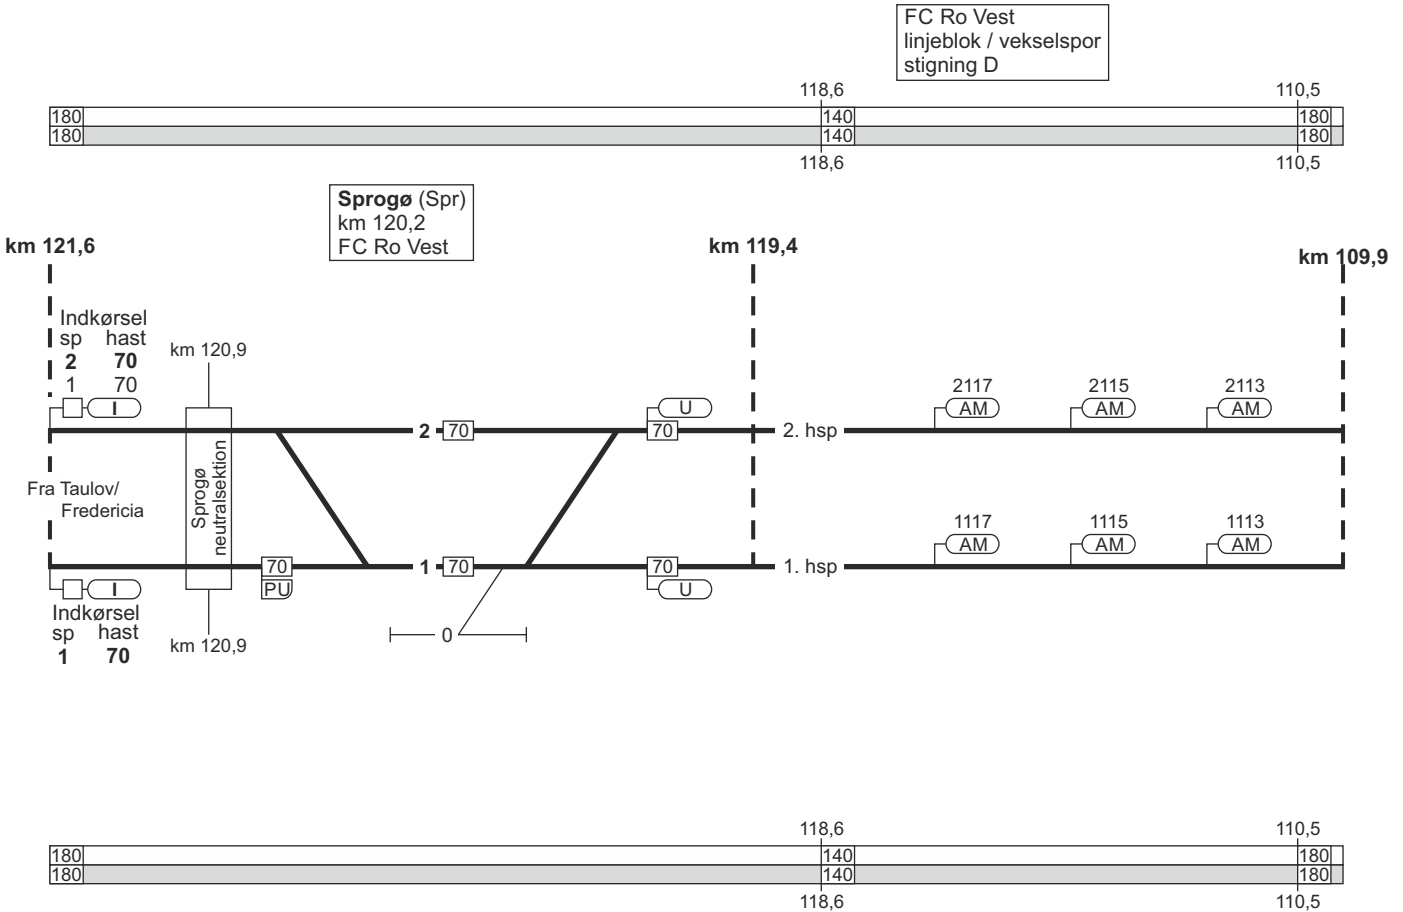 FC Ro Vest
linjeblok / vekselspor
stigning D
118,6
110,5
180
140
180
180
140
180
118,6
110,5
Sprogø (Spr)
km 120,2
FC Ro Vest
km 121,6
km 119,4
km 109,9
Indkørsel
sp hast
2 70
1 70
I
km 120,9
2117
2115
2113
U
AM
AM
AM
2
70
70
2. hsp
Sprogø
neutralsektion
Fra Taulov/
Fredericia
1117
1115
1113
AM
AM
AM
70
1
70
70
1. hsp
I
PU
U
Indkørsel
sp hast
1 70
km 120,9
0
118,6
110,5
180
140
180
180
140
180
118,6
110,5